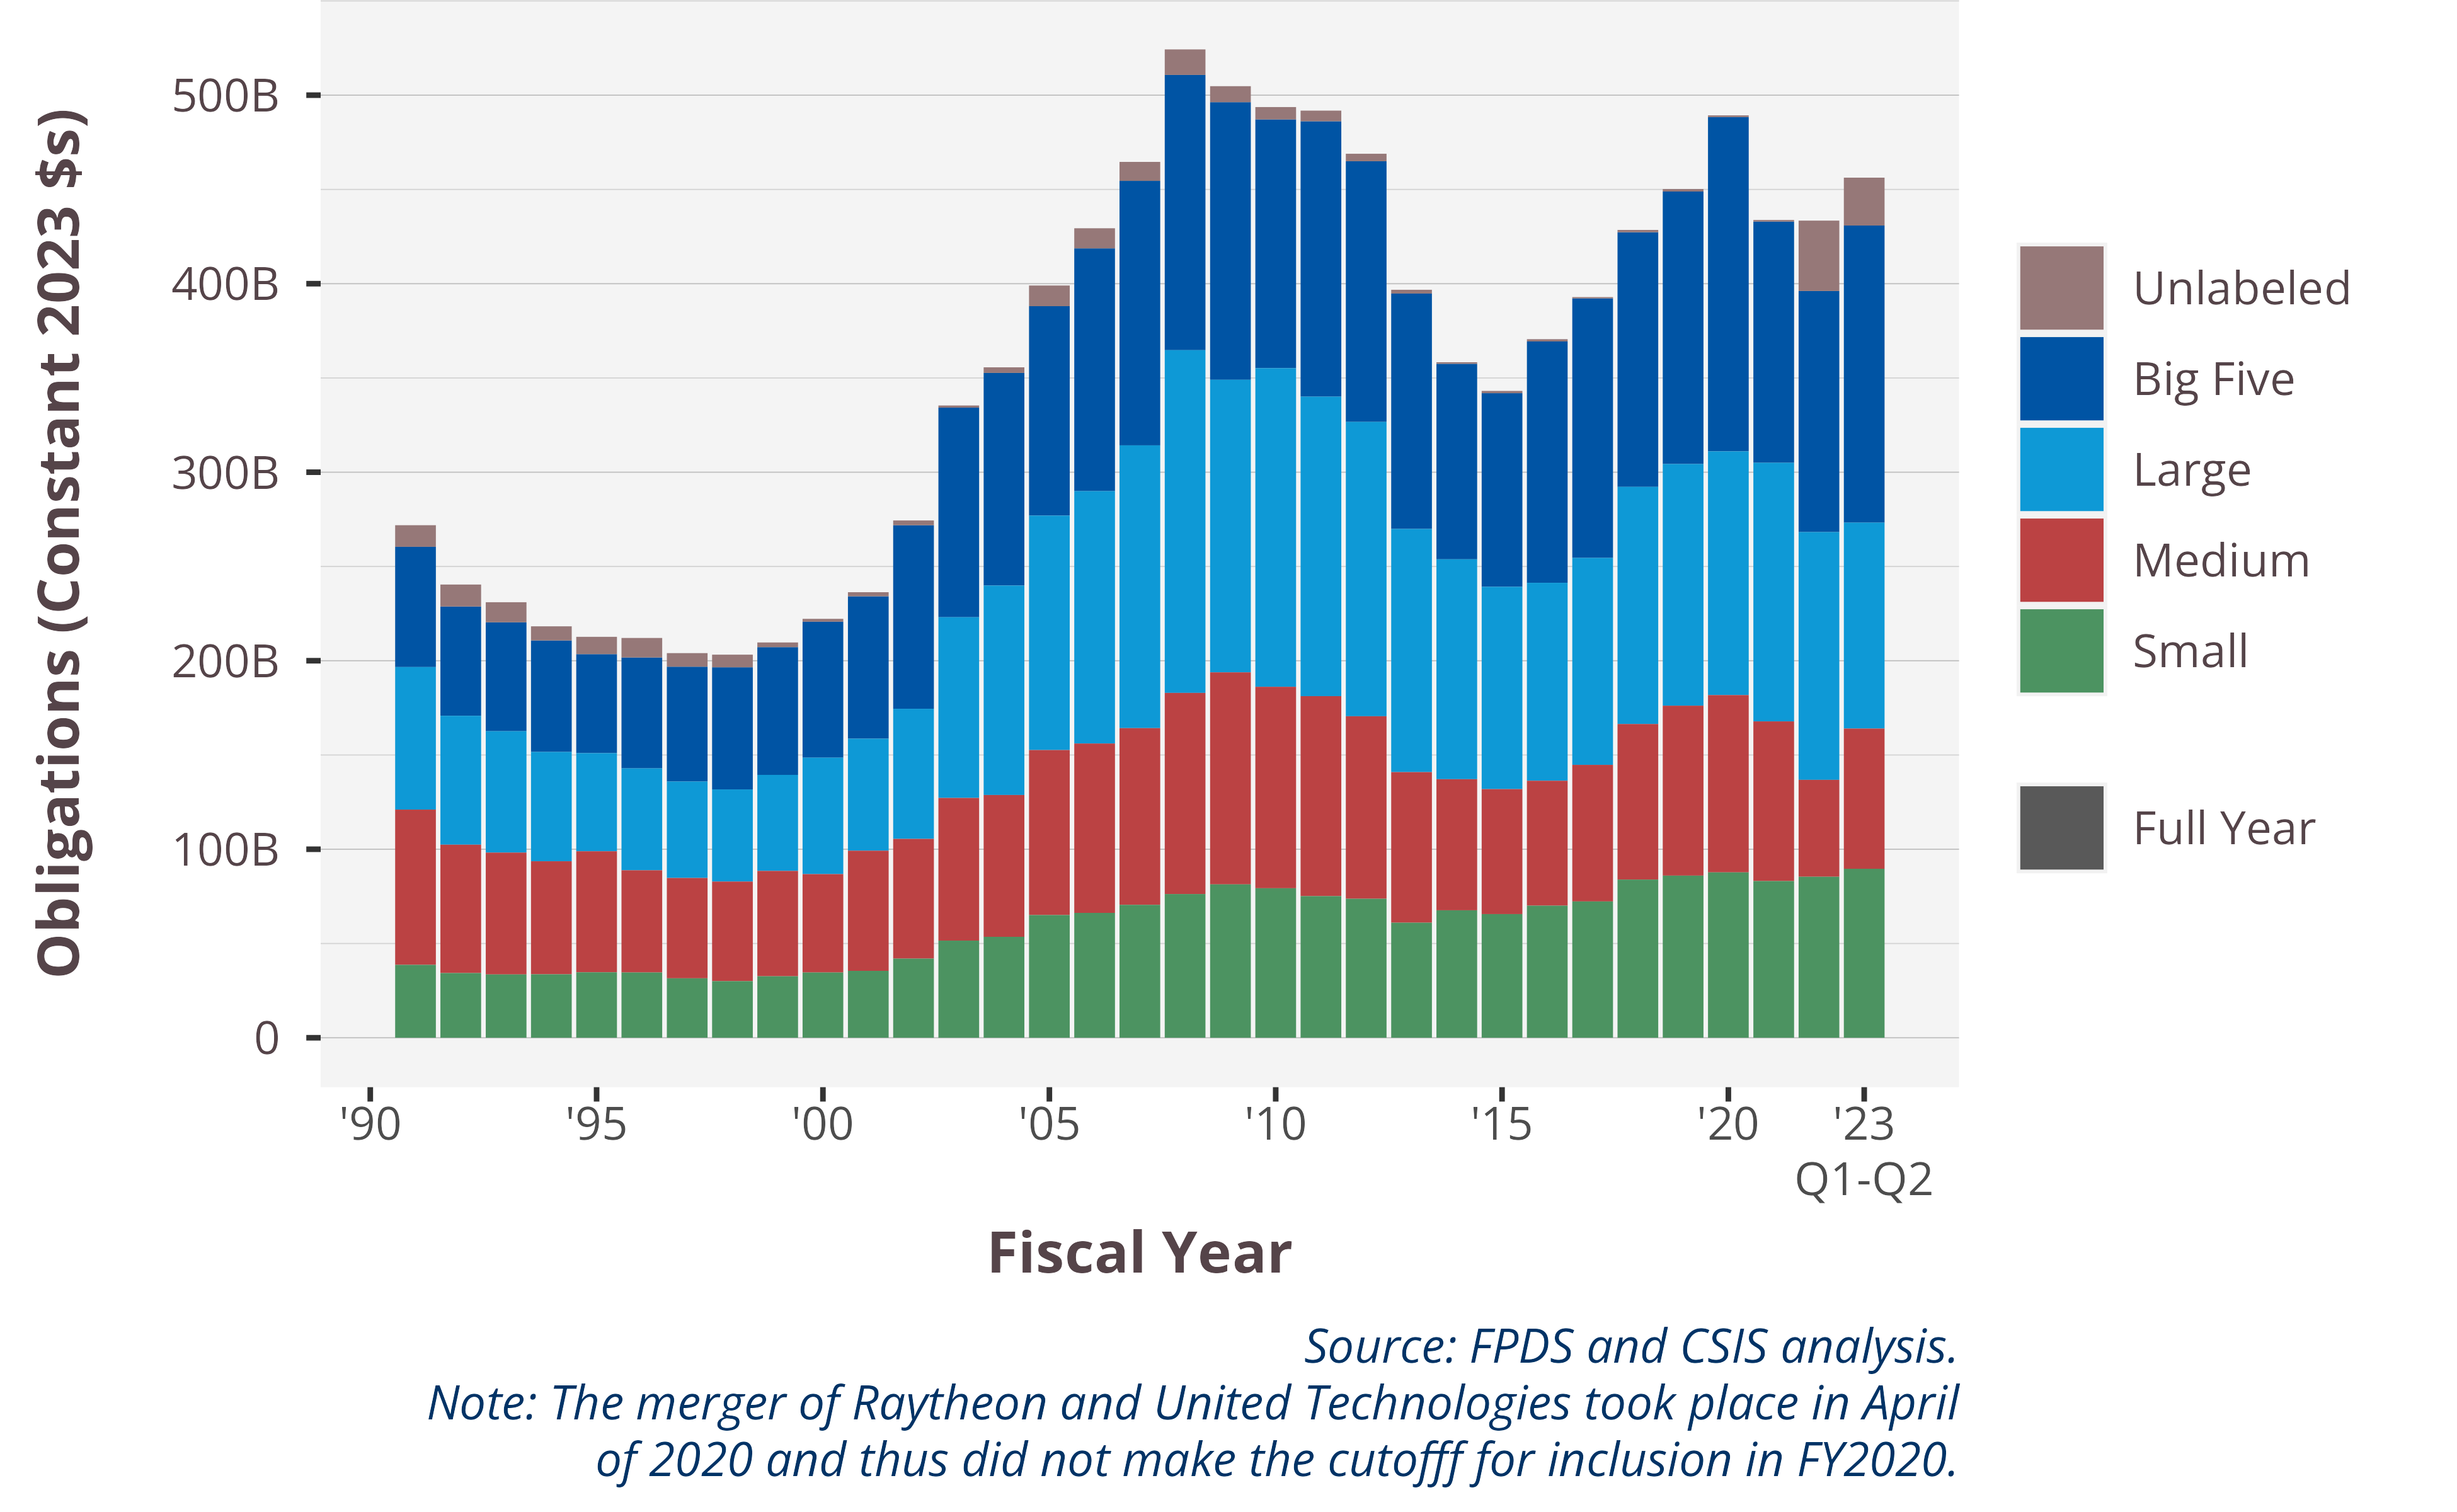 Obligations (Constant 2023 $s)
500B
400B
300B
200B
100B
0
'90 '95 '00 '05 '10 '15 '20 '23
Q1-Q2
Fiscal Year
Unlabeled
Big Five
Large
Medium
Small
Full Year
Source: FPDS and CSIS analysis.
Note: The merger of Raytheon and United Technologies took place in April
of 2020 and thus did not make the cutofff for inclusion in FY2020.